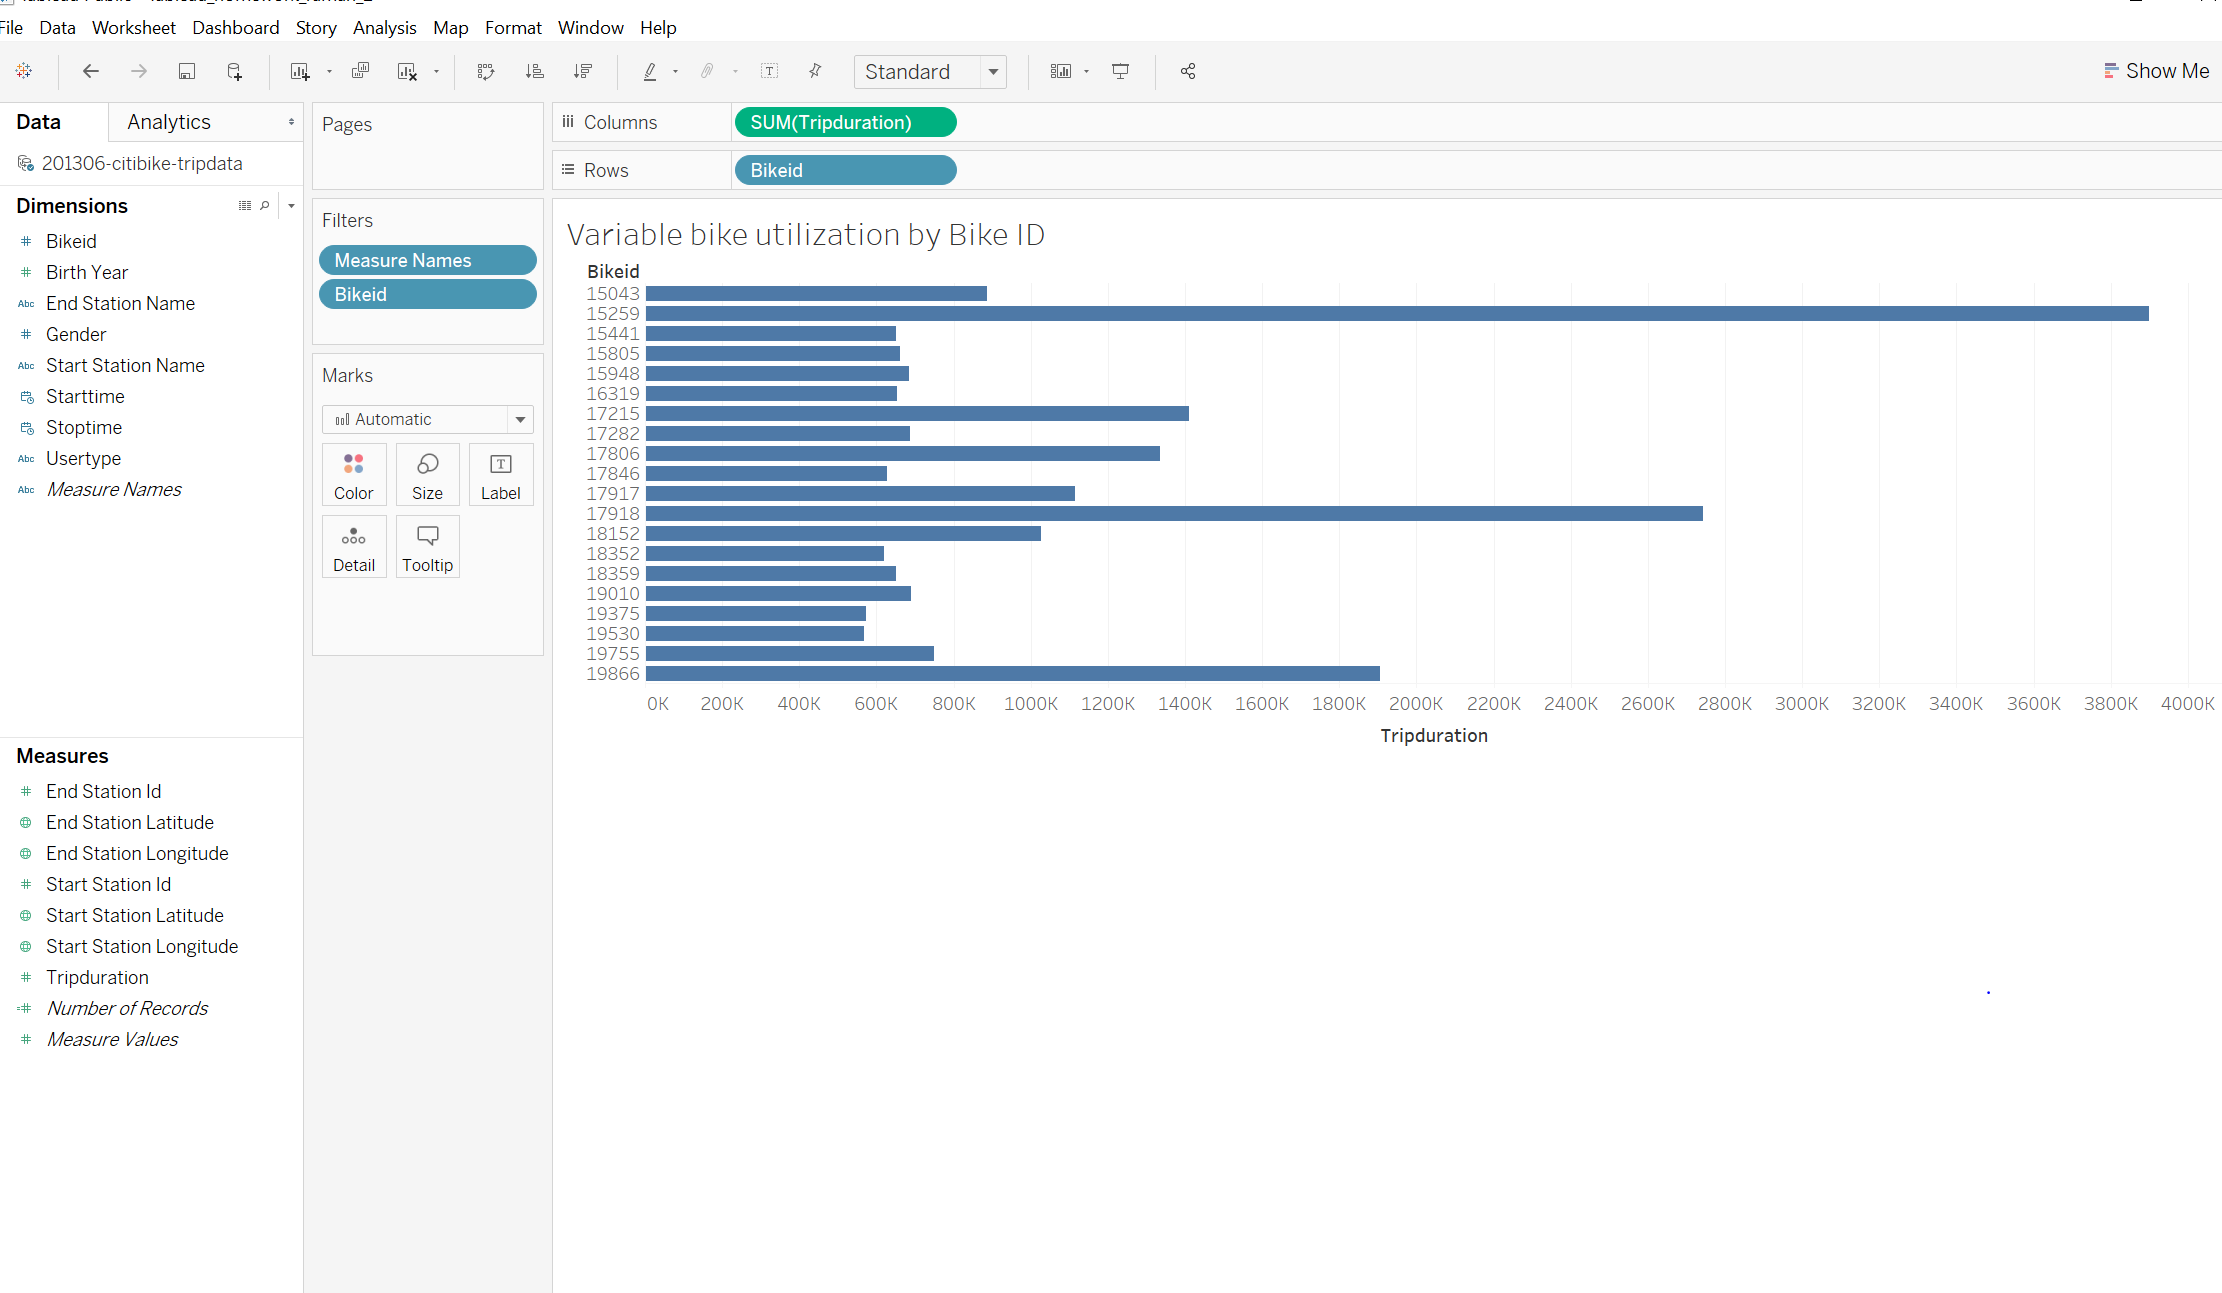 File Data Worksheet Dashboard Story Analysis Map Format Window Help
Standard
Show Me
Data Analytics
201306-citibike-tripdata
Dimensions
Bikeid
Birth Year
Abc End Station Name
Gender
Abc Start Station Name
Starttime
Stoptime
Abc Usertype
Abc Measure Names
Measures
End Station Id
End Station Latitude
End Station Longitude
Start Station Id
Start Station Latitude
Start Station Longitude
Tripduration
Number of Records
Measure Values
Pages
Filters
Measure Names
Bikeid
Marks
Automatic
Color Size Label
Detail Tooltip
Columns SUM(Tripduration)
Rows Bikeid
Variable bike utilization by Bike ID
Bikeid
15043
15259
15441
15805
15948
16319
17215
17282
17806
17846
17917
17918
18152
18352
18359
19010
19375
19530
19755
19866
0K 200K 400K 600K 800K 1000K 1200K 1400K 1600K 1800K 2000K 2200K 2400K 2600K 2800K 3000K 3200K 3400K 3600K 3800K 4000K
Tripduration